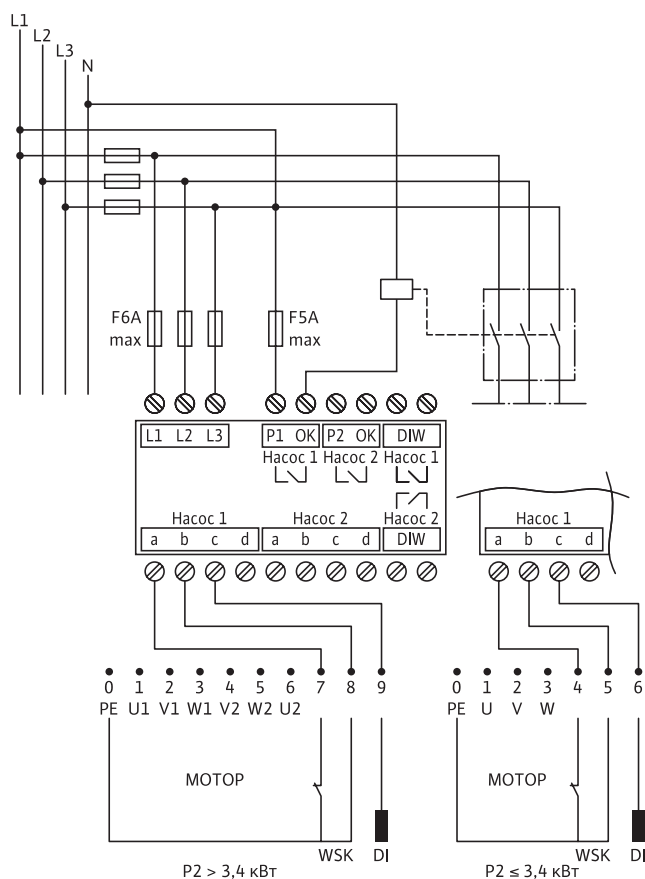 L1
L2
L3
N
F6A
max
F5A
max
L1 L2 L3
P1 OK P2 OK DIW
Насос 1 Насос 2 Насос 1
Насос 1 Насос 2 Насос 2
a b c d a b c d DIW
Насос 1
a b c d
0 1 2 3 4 5 6 7 8 9
PE U1 V1 W1 V2 W2 U2
МОТОР
WSK DI
P2 > 3,4 кВт
0 1 2 3 4 5 6
PE U V W
МОТОР
WSK DI
P2 ≤ 3,4 кВт